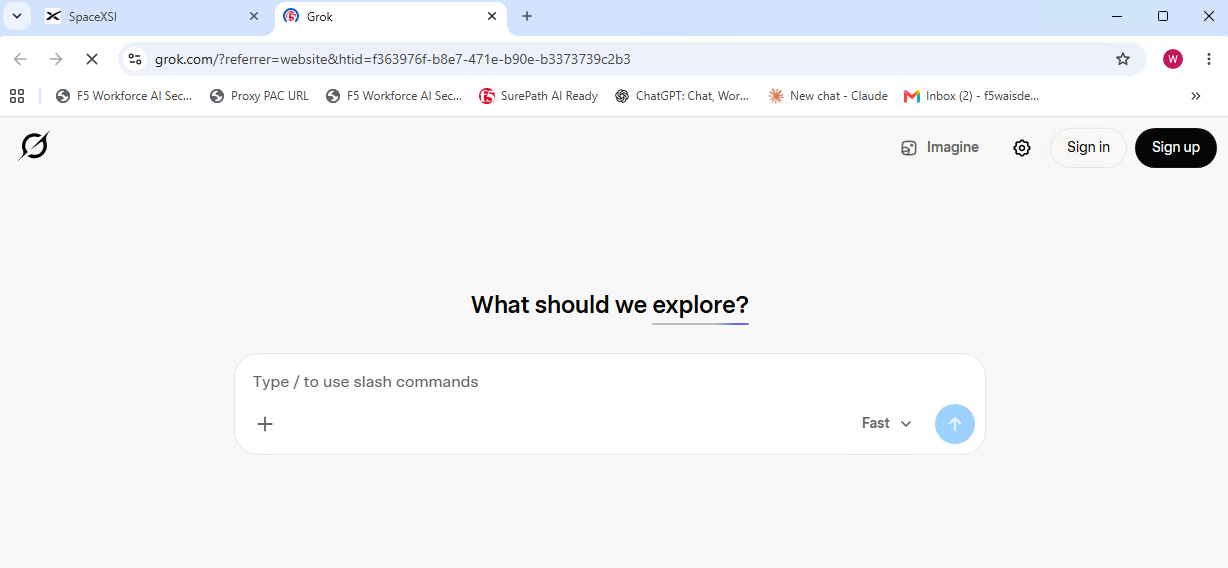 SpaceXSI
Grok
grok.com/?referrer=website&htid=f363976f-b8e7-471e-b90e-b3373739c2b3
W
F5 Workforce AI Sec...
Proxy PAC URL
F5 Workforce AI Sec...
SurePath AI Ready
ChatGPT: Chat, Wor...
New chat - Claude
Inbox (2) - f5waisde...
Imagine
Sign in
Sign up
What should we explore?
Type / to use slash commands
Fast